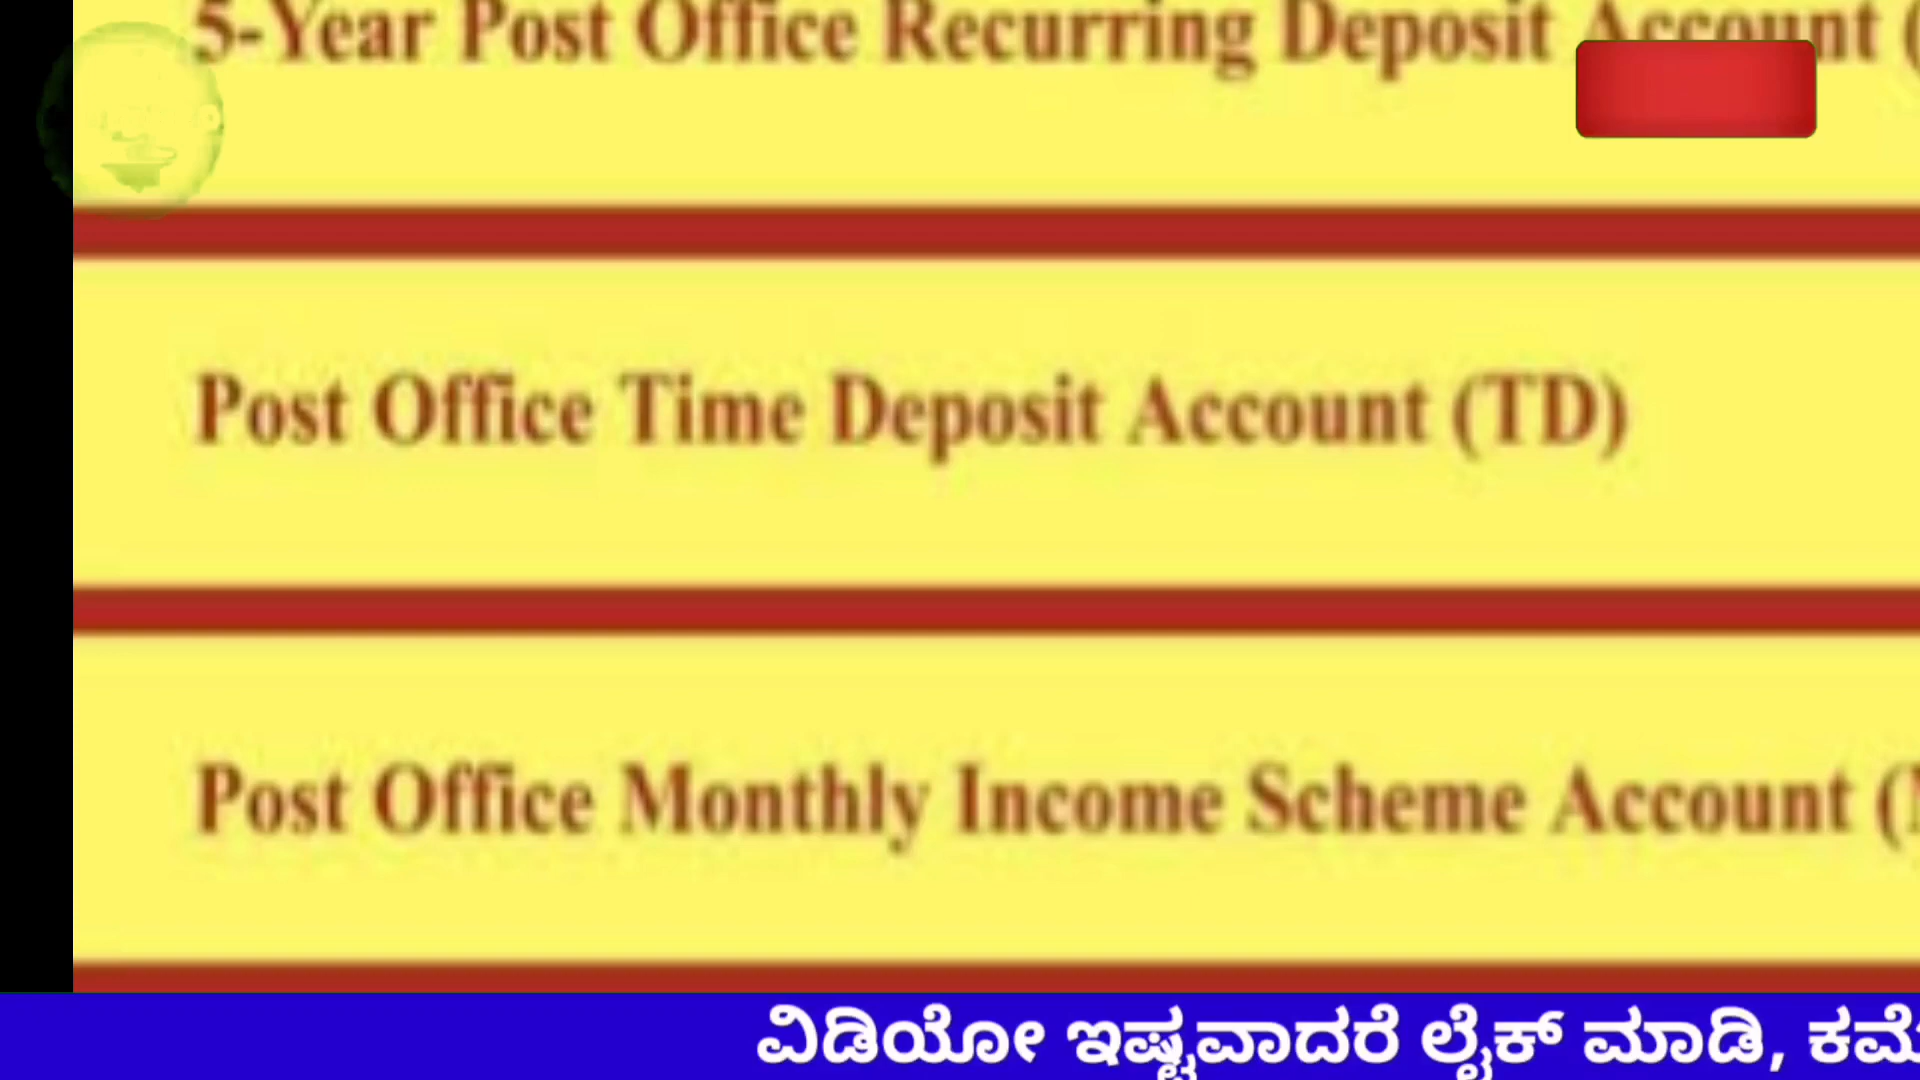 5-Year Post Office Recurring Deposit Account (
Post Office Time Deposit Account (TD)
Post Office Monthly Income Scheme Account (
ವಿಡಿಯೋ ಇಷ್ಟವಾದರೆ ಲೈಕ್ ಮಾಡಿ,